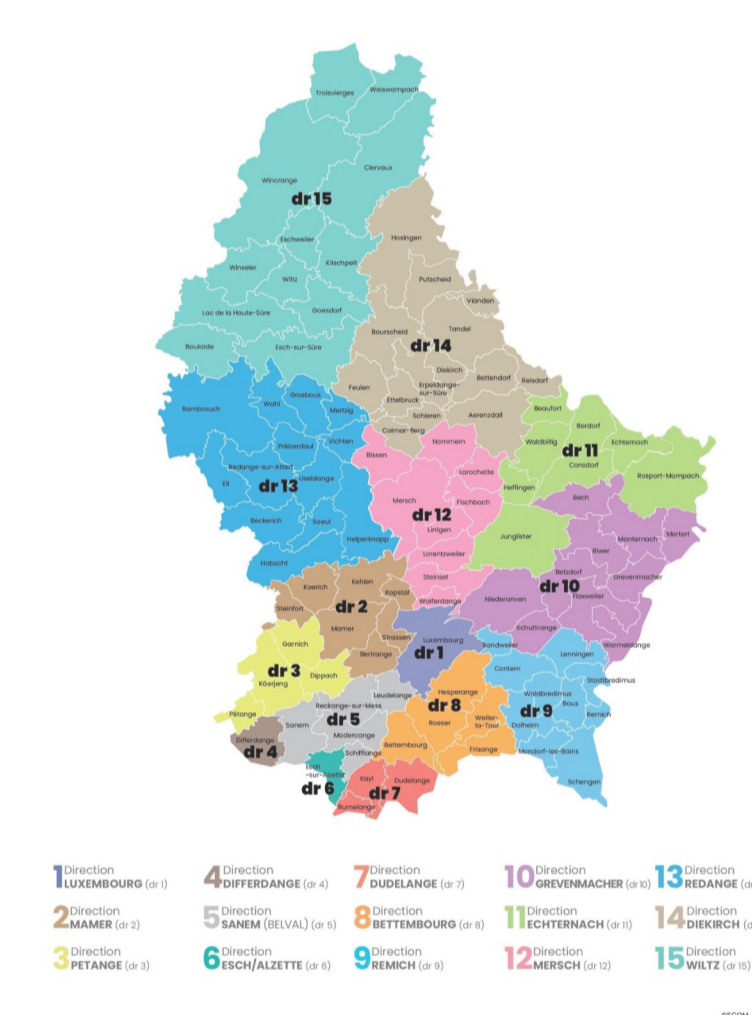 Troisvierges
Weiswampach
Clervaux
Wincrange
dr 15
Hosingen
Eschweiler
Kiischpelt
Winseler
Wiltz
Putscheid
Vianden
Lac de la Haute-Sûre
Goesdorf
Bourscheid
Tandel
dr 14
Boulaide
Esch-sur-Sûre
Diekirch
Bettendorf
Reisdorf
Feulen
Erpeldange-
sur-Sûre
Ettelbruck
Grosbous
Wahl
Mertzig
Rambrouch
Schieren
Aerenzdall
Beaufort
Colmar-Berg
Berdorf
Vichten
Préizerdaul
Nommern
Waldbillig
Echternach
dr 11
Bissen
Consdorf
Redange-sur-Attert
Useldange
Larochette
Rosport-Mompach
Ell
dr 13
Heffingen
Mersch
Fischbach
Bech
Beckerich
Saeul
dr 12
Lintgen
Helperknapp
Junglister
Manternach
Mertert
Biwer
Lorentzweiler
Habscht
Steinsel
Betzdorf
Grevenmacher
Kehlen
Koerich
dr 10
Kopstal
Flaxweiler
Walferdange
Niederanven
Steinfort
dr 2
Mamer
Schuttrange
Strassen
Luxembourg
Garnich
Sandweiler
Wormeldange
Bertrange
dr 1
Lenningen
dr 3
Contern
Dippach
Stadtbredimus
Käerjeng
Leudelange
Hesperange
Waldbredimus
Reckange-sur-Mess
dr 8
Bous
Pétange
dr 5
Roeser
Weiler-
la-Tour
dr 9
Remich
Sanem
Dalheim
Modercange
Differdange
Bettembourg
Frisange
Mondorf-les-Bains
dr 4
Schifflange
Esch
-sur-Alzette
Kayl
Dudelange
Schengen
dr 6
dr 7
Rumelange
1 Direction
LUXEMBOURG (dr 1)
2 Direction
MAMER (dr 2)
3 Direction
PETANGE (dr 3)
4 Direction
DIFFERDANGE (dr 4)
5 Direction
SANEM (BELVAL) (dr 5)
6 Direction
ESCH/ALZETTE (dr 6)
7 Direction
DUDELANGE (dr 7)
8 Direction
BETTEMBOURG (dr 8)
9 Direction
REMICH (dr 9)
10 Direction
GREVENMACHER (dr 10)
11 Direction
ECHTERNACH (dr 11)
12 Direction
MERSCH (dr 12)
13 Direction
REDANGE
14 Direction
DIEKIRCH
15 Direction
WILTZ (dr 15)